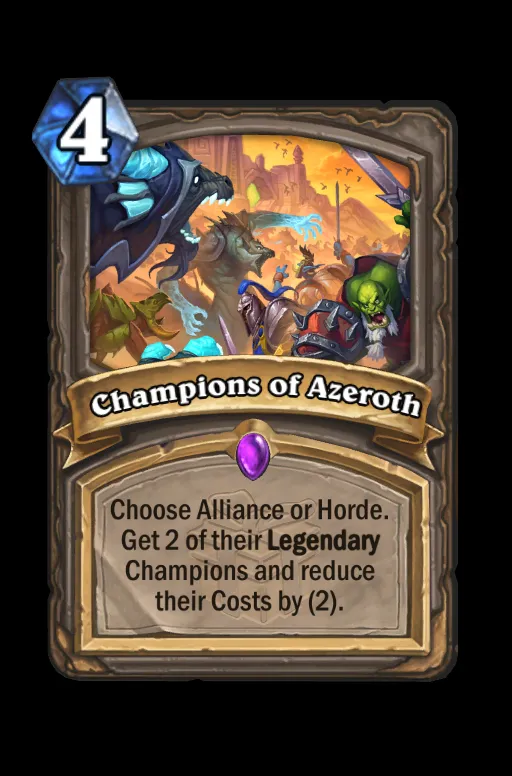 4
Champions of Azeroth
Choose Alliance or Horde.
Get 2 of their Legendary
Champions and reduce
their Costs by (2).